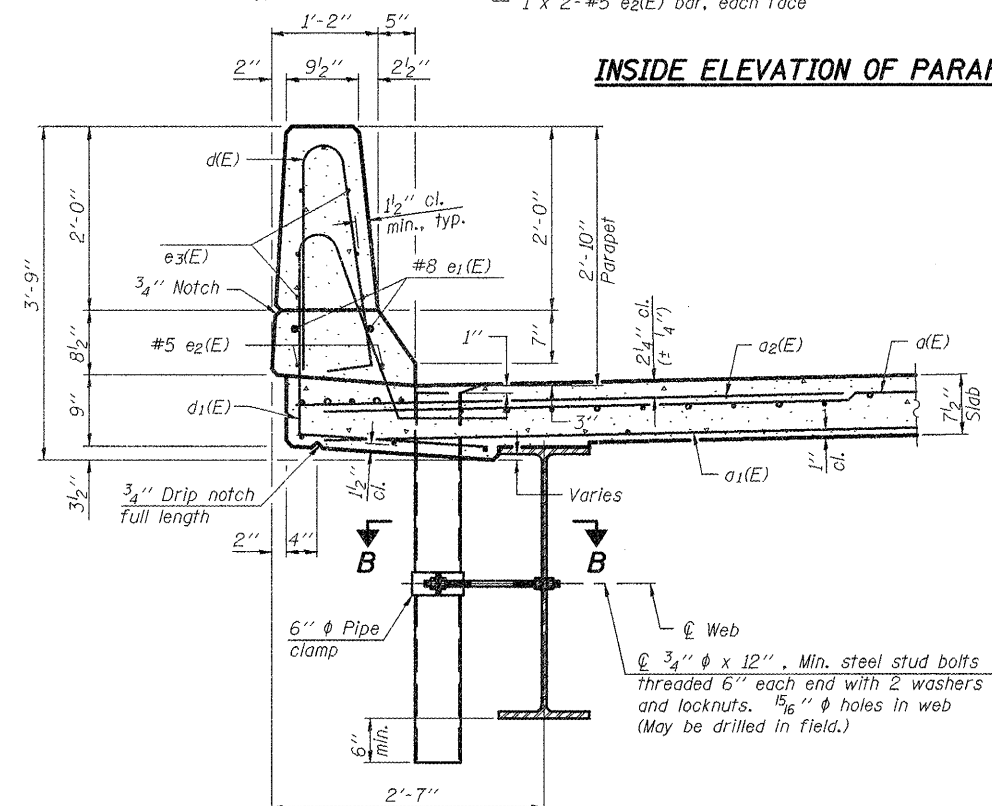 1 x 2-#5 e2(E) bar, each face
1'-2"
5"
2"
9½"
2½"
INSIDE ELEVATION OF PARAP
d(E)
1½" cl.
min., typ.
2'-0"
2'-0"
2'-10"
Parapet
3'-9"
e3(E)
#8 e1(E)
¾" Notch
8½"
#5 e2(E)
1"
7"
2¼" cl.
(± ¼")
a2(E)
a(E)
9"
d1(E)
3"
7½"
Slab
1½"
cl.
1"
cl.
a1(E)
3½"
¾" Drip notch
full length
Varies
2"
4"
B
B
6" ϕ Pipe
clamp
℄ Web
℄ ¾" ϕ x 12", Min. steel stud bolts
threaded 6" each end with 2 washers
and locknuts. 15⁄16" ϕ holes in web
(May be drilled in field.)
6"
min.
2'-7"